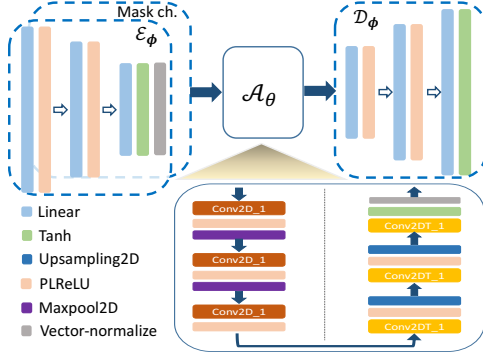 Mask ch.
ℰ_ϕ
𝒜_θ
𝒟_ϕ
Linear
Tanh
Upsampling2D
PLReLU
Maxpool2D
Vector-normalize
Conv2D_1
Conv2D_1
Conv2D_1
Conv2DT_1
Conv2DT_1
Conv2DT_1